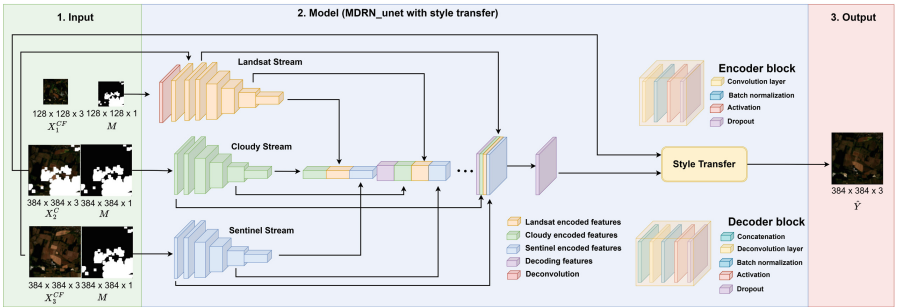 1. Input
2. Model (MDRN_unet with style transfer)
3. Output
128 x 128 x 3
128 x 128 x 1
X₁^{CF}
M
384 x 384 x 3
384 x 384 x 1
X₂^{C}
M
384 x 384 x 3
384 x 384 x 1
X₃^{CF}
M
Landsat Stream
Cloudy Stream
Sentinel Stream
Landsat encoded features
Cloudy encoded features
Sentinel encoded features
Decoding features
Deconvolution
Encoder block
Convolution layer
Batch normalization
Activation
Dropout
Style Transfer
Decoder block
Concatenation
Deconvolution layer
Batch normalization
Activation
Dropout
384 x 384 x 3
Ŷ